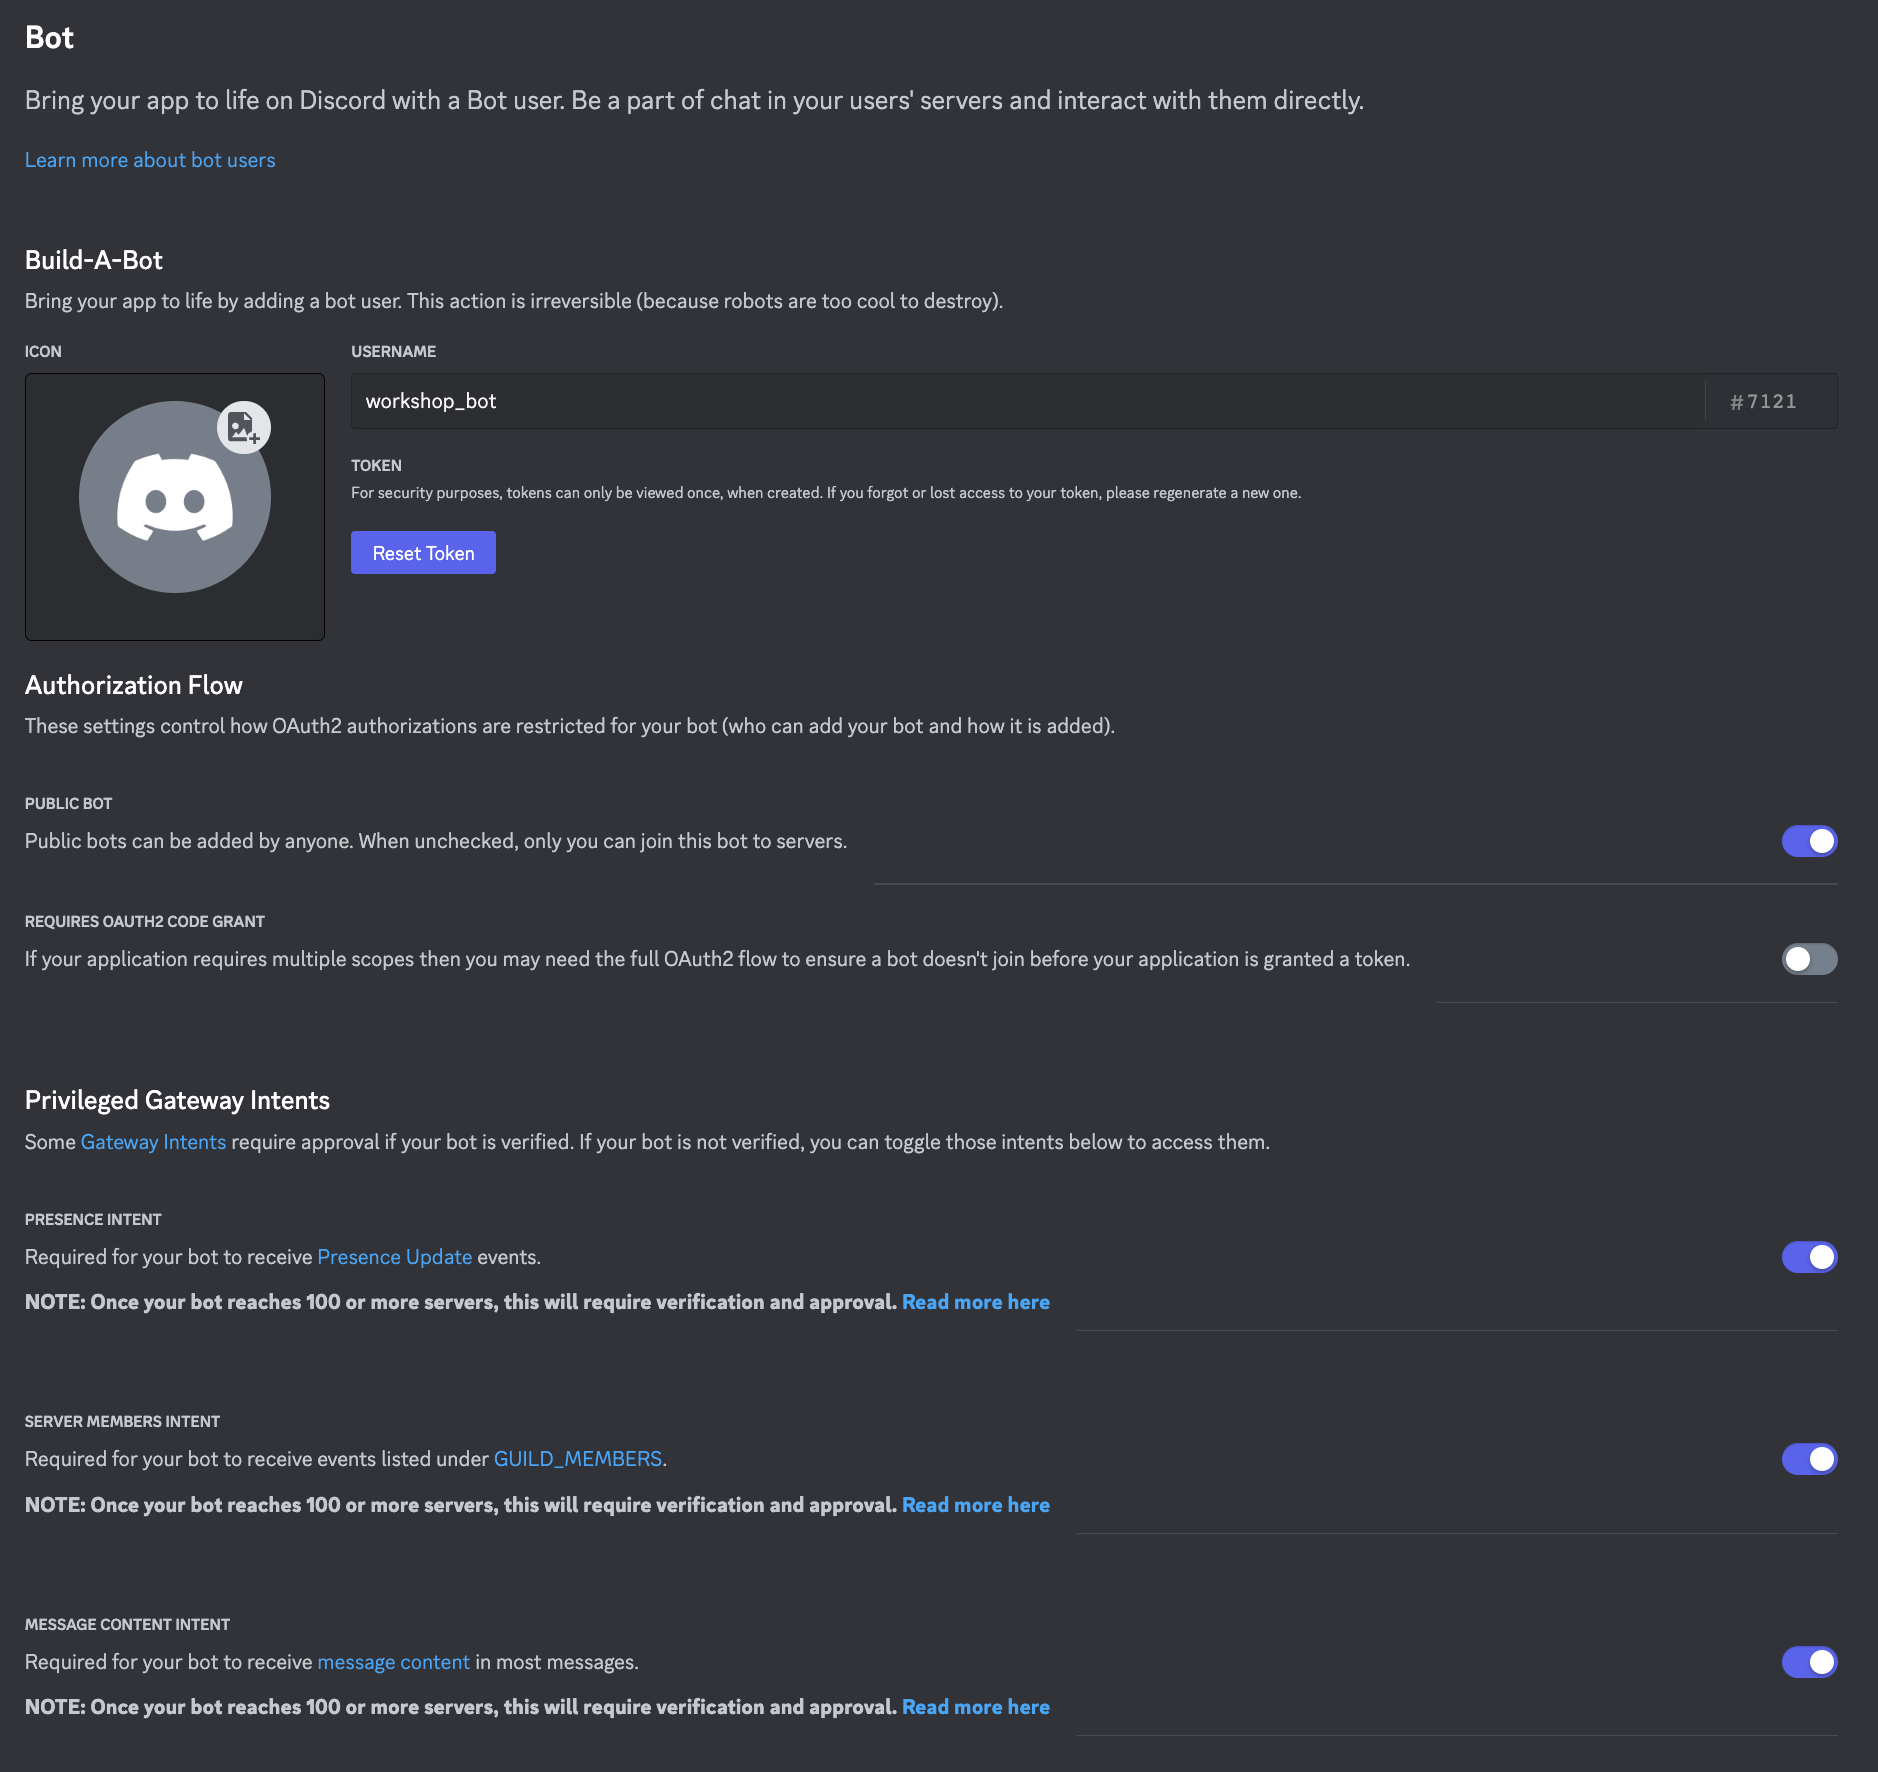 Bot
Bring your app to life on Discord with a Bot user. Be a part of chat in your users' servers and interact with them directly.
Learn more about bot users
Build-A-Bot
Bring your app to life by adding a bot user. This action is irreversible (because robots are too cool to destroy).
ICON
USERNAME
workshop_bot
#7121
TOKEN
For security purposes, tokens can only be viewed once, when created. If you forgot or lost access to your token, please regenerate a new one.
Reset Token
Authorization Flow
These settings control how OAuth2 authorizations are restricted for your bot (who can add your bot and how it is added).
PUBLIC BOT
Public bots can be added by anyone. When unchecked, only you can join this bot to servers.
REQUIRES OAUTH2 CODE GRANT
If your application requires multiple scopes then you may need the full OAuth2 flow to ensure a bot doesn't join before your application is granted a token.
Privileged Gateway Intents
Some Gateway Intents require approval if your bot is verified. If your bot is not verified, you can toggle those intents below to access them.
PRESENCE INTENT
Required for your bot to receive Presence Update events.
NOTE: Once your bot reaches 100 or more servers, this will require verification and approval. Read more here
SERVER MEMBERS INTENT
Required for your bot to receive events listed under GUILD_MEMBERS.
NOTE: Once your bot reaches 100 or more servers, this will require verification and approval. Read more here
MESSAGE CONTENT INTENT
Required for your bot to receive message content in most messages.
NOTE: Once your bot reaches 100 or more servers, this will require verification and approval. Read more here